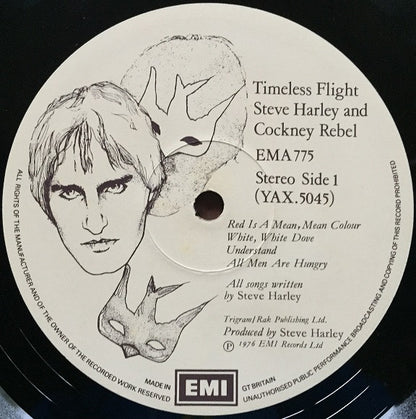 Timeless Flight
Steve Harley and
Cockney Rebel
EMA 775
Stereo Side 1
(YAX.5045)
Red Is A Mean, Mean Colour
White, White Dove
Understand
All Men Are Hungry
All songs written
by Steve Harley
Trigram/Rak Publishing Ltd.
Produced by Steve Harley
Ⓟ 1976 EMI Records Ltd
ALL RIGHTS OF THE MANUFACTURER AND OF THE OWNER OF THE RECORDED WORK RESERVED
MADE IN
EMI
GT BRITAIN
UNAUTHORISED PUBLIC PERFORMANCE BROADCASTING AND COPYING OF THIS RECORD PROHIBITED